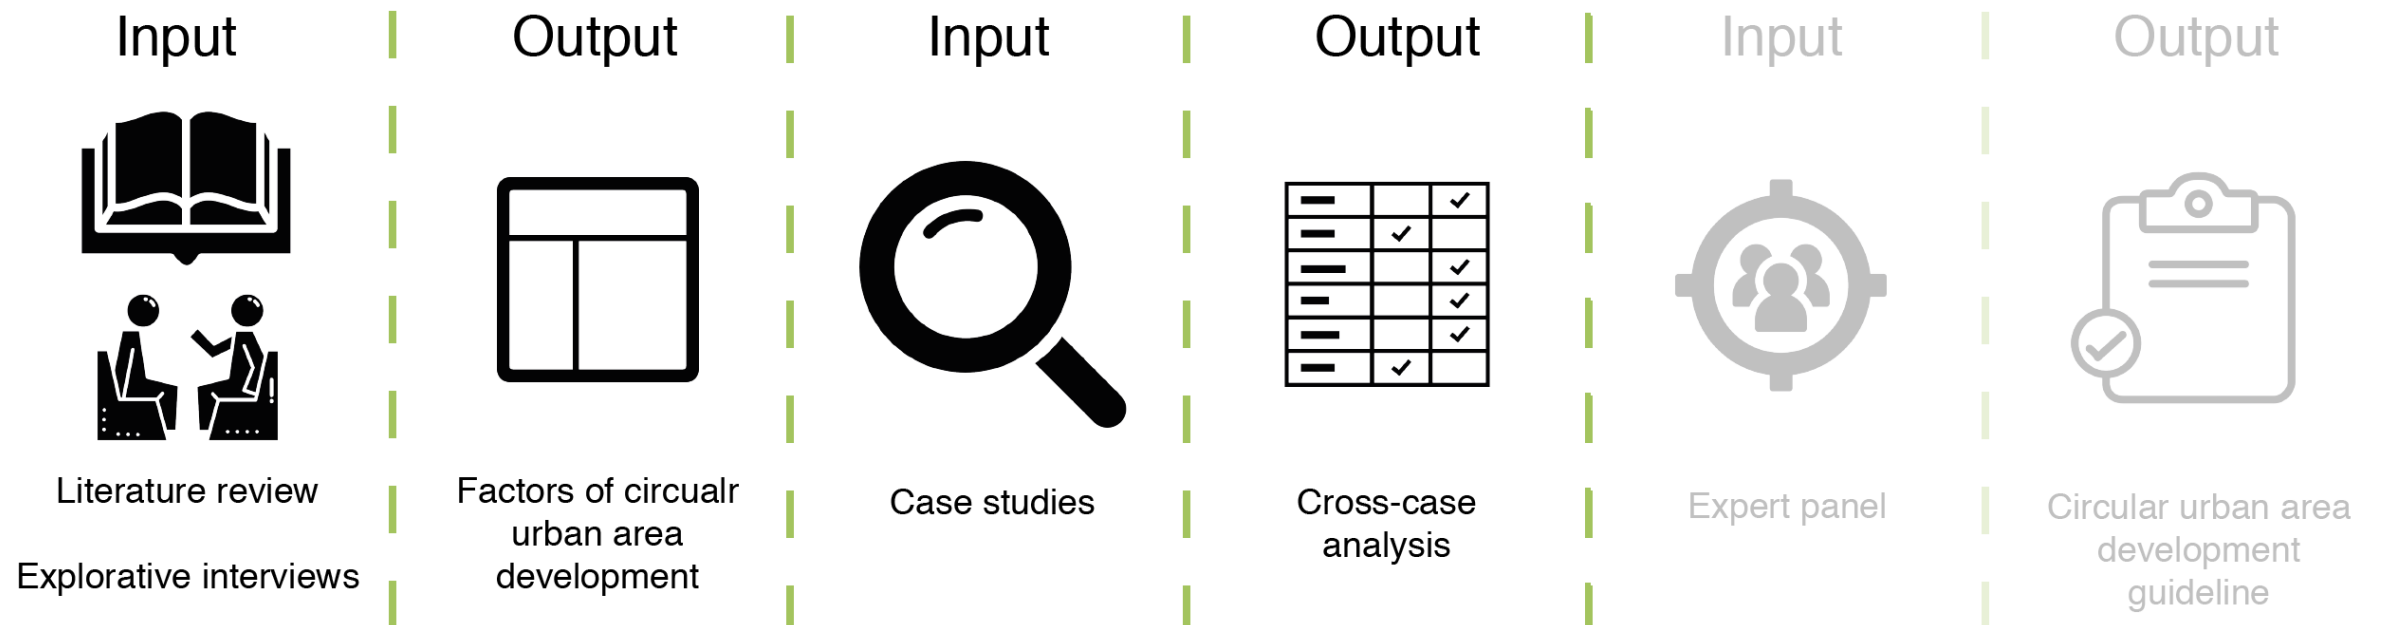 Input
Output
Input
Output
Input
Output
Literature review
Explorative interviews
Factors of circualr
urban area
development
Case studies
Cross-case
analysis
Expert panel
Circular urban area
development
guideline